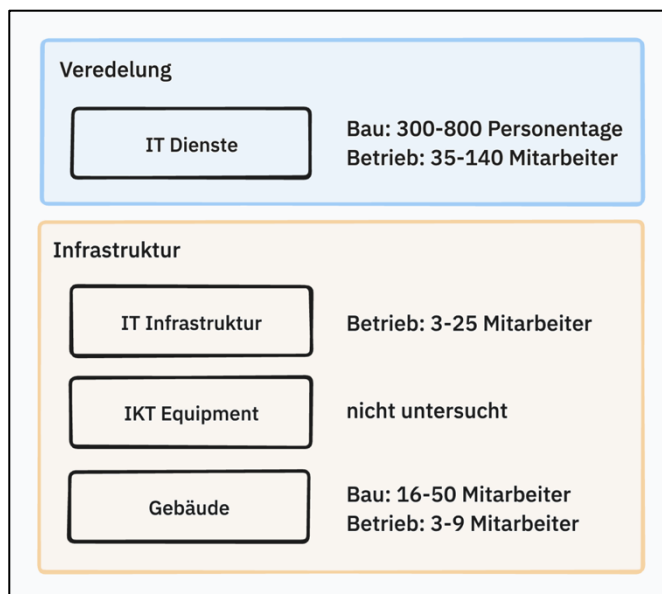 Veredelung
IT Dienste
Bau: 300-800 Personentage
Betrieb: 35-140 Mitarbeiter
Infrastruktur
IT Infrastruktur
Betrieb: 3-25 Mitarbeiter
IKT Equipment
nicht untersucht
Gebäude
Bau: 16-50 Mitarbeiter
Betrieb: 3-9 Mitarbeiter